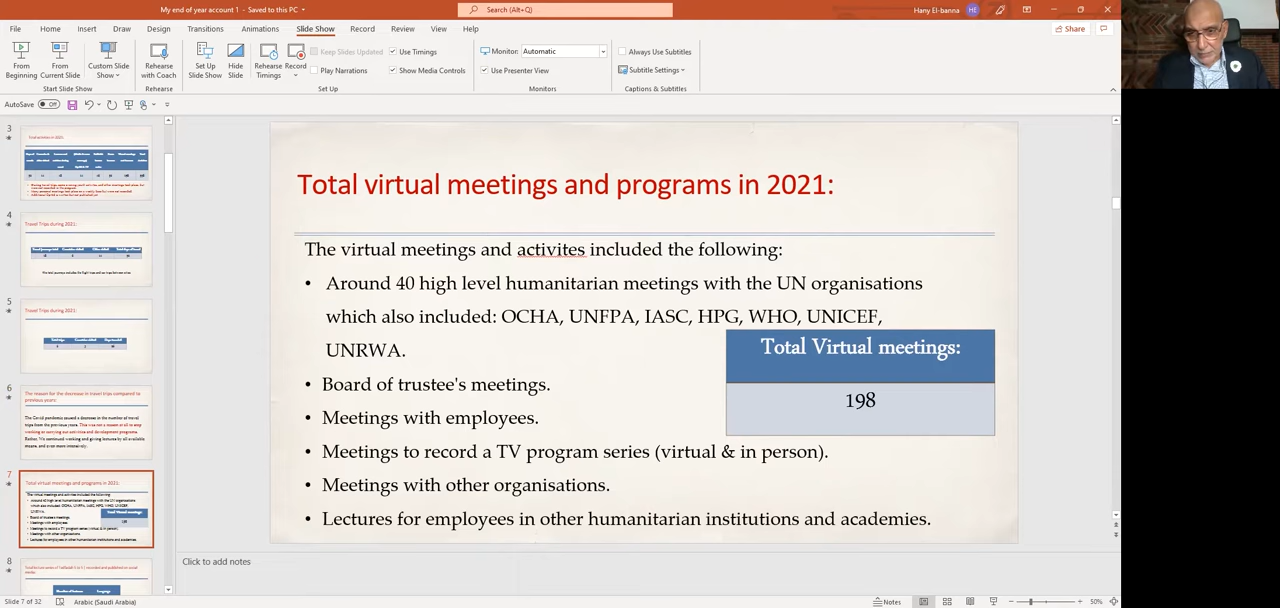 My end of year account 1 - Saved to this PC
Search (Alt+Q)
Hany El-banna
HE
File
Home
Insert
Draw
Design
Transitions
Animations
Slide Show
Record
Review
View
Help
Share
From Beginning
From Current Slide
Custom Slide Show
Start Slide Show
Rehearse with Coach
Rehearse
Set Up Slide Show
Hide Slide
Rehearse Timings
Record
Keep Slides Updated
Use Timings
Play Narrations
Show Media Controls
Set Up
Monitor: Automatic
Use Presenter View
Monitors
Always Use Subtitles
Subtitle Settings
Captions & Subtitles
AutoSave Off
3
4
Travel Trips during 2021:
5
Travel Trips during 2021:
6
The reason for the decrease in travel trips compared to previous years:
7
Total virtual meetings and programs in 2021:
8
Total virtual meetings and programs in 2021:
The virtual meetings and activites included the following:
• Around 40 high level humanitarian meetings with the UN organisations
which also included: OCHA, UNFPA, IASC, HPG, WHO, UNICEF,
UNRWA.
Total Virtual meetings:
198
• Board of trustee's meetings.
• Meetings with employees.
• Meetings to record a TV program series (virtual & in person).
• Meetings with other organisations.
• Lectures for employees in other humanitarian institutions and academies.
Click to add notes
Slide 7 of 32
Arabic (Saudi Arabia)
Notes
50%